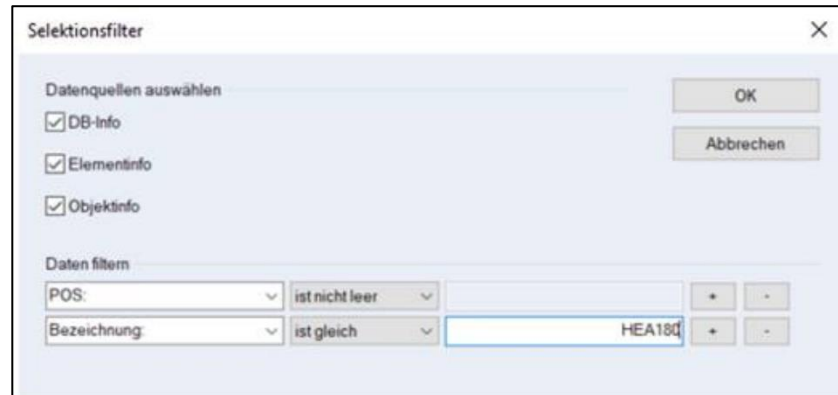 Selektionsfilter
Datenquellen auswählen
OK
DB-Info
Abbrechen
Elementinfo
Objektinfo
Daten filtern
POS: ist nicht leer + -
Bezeichnung: ist gleich HEA180 + -